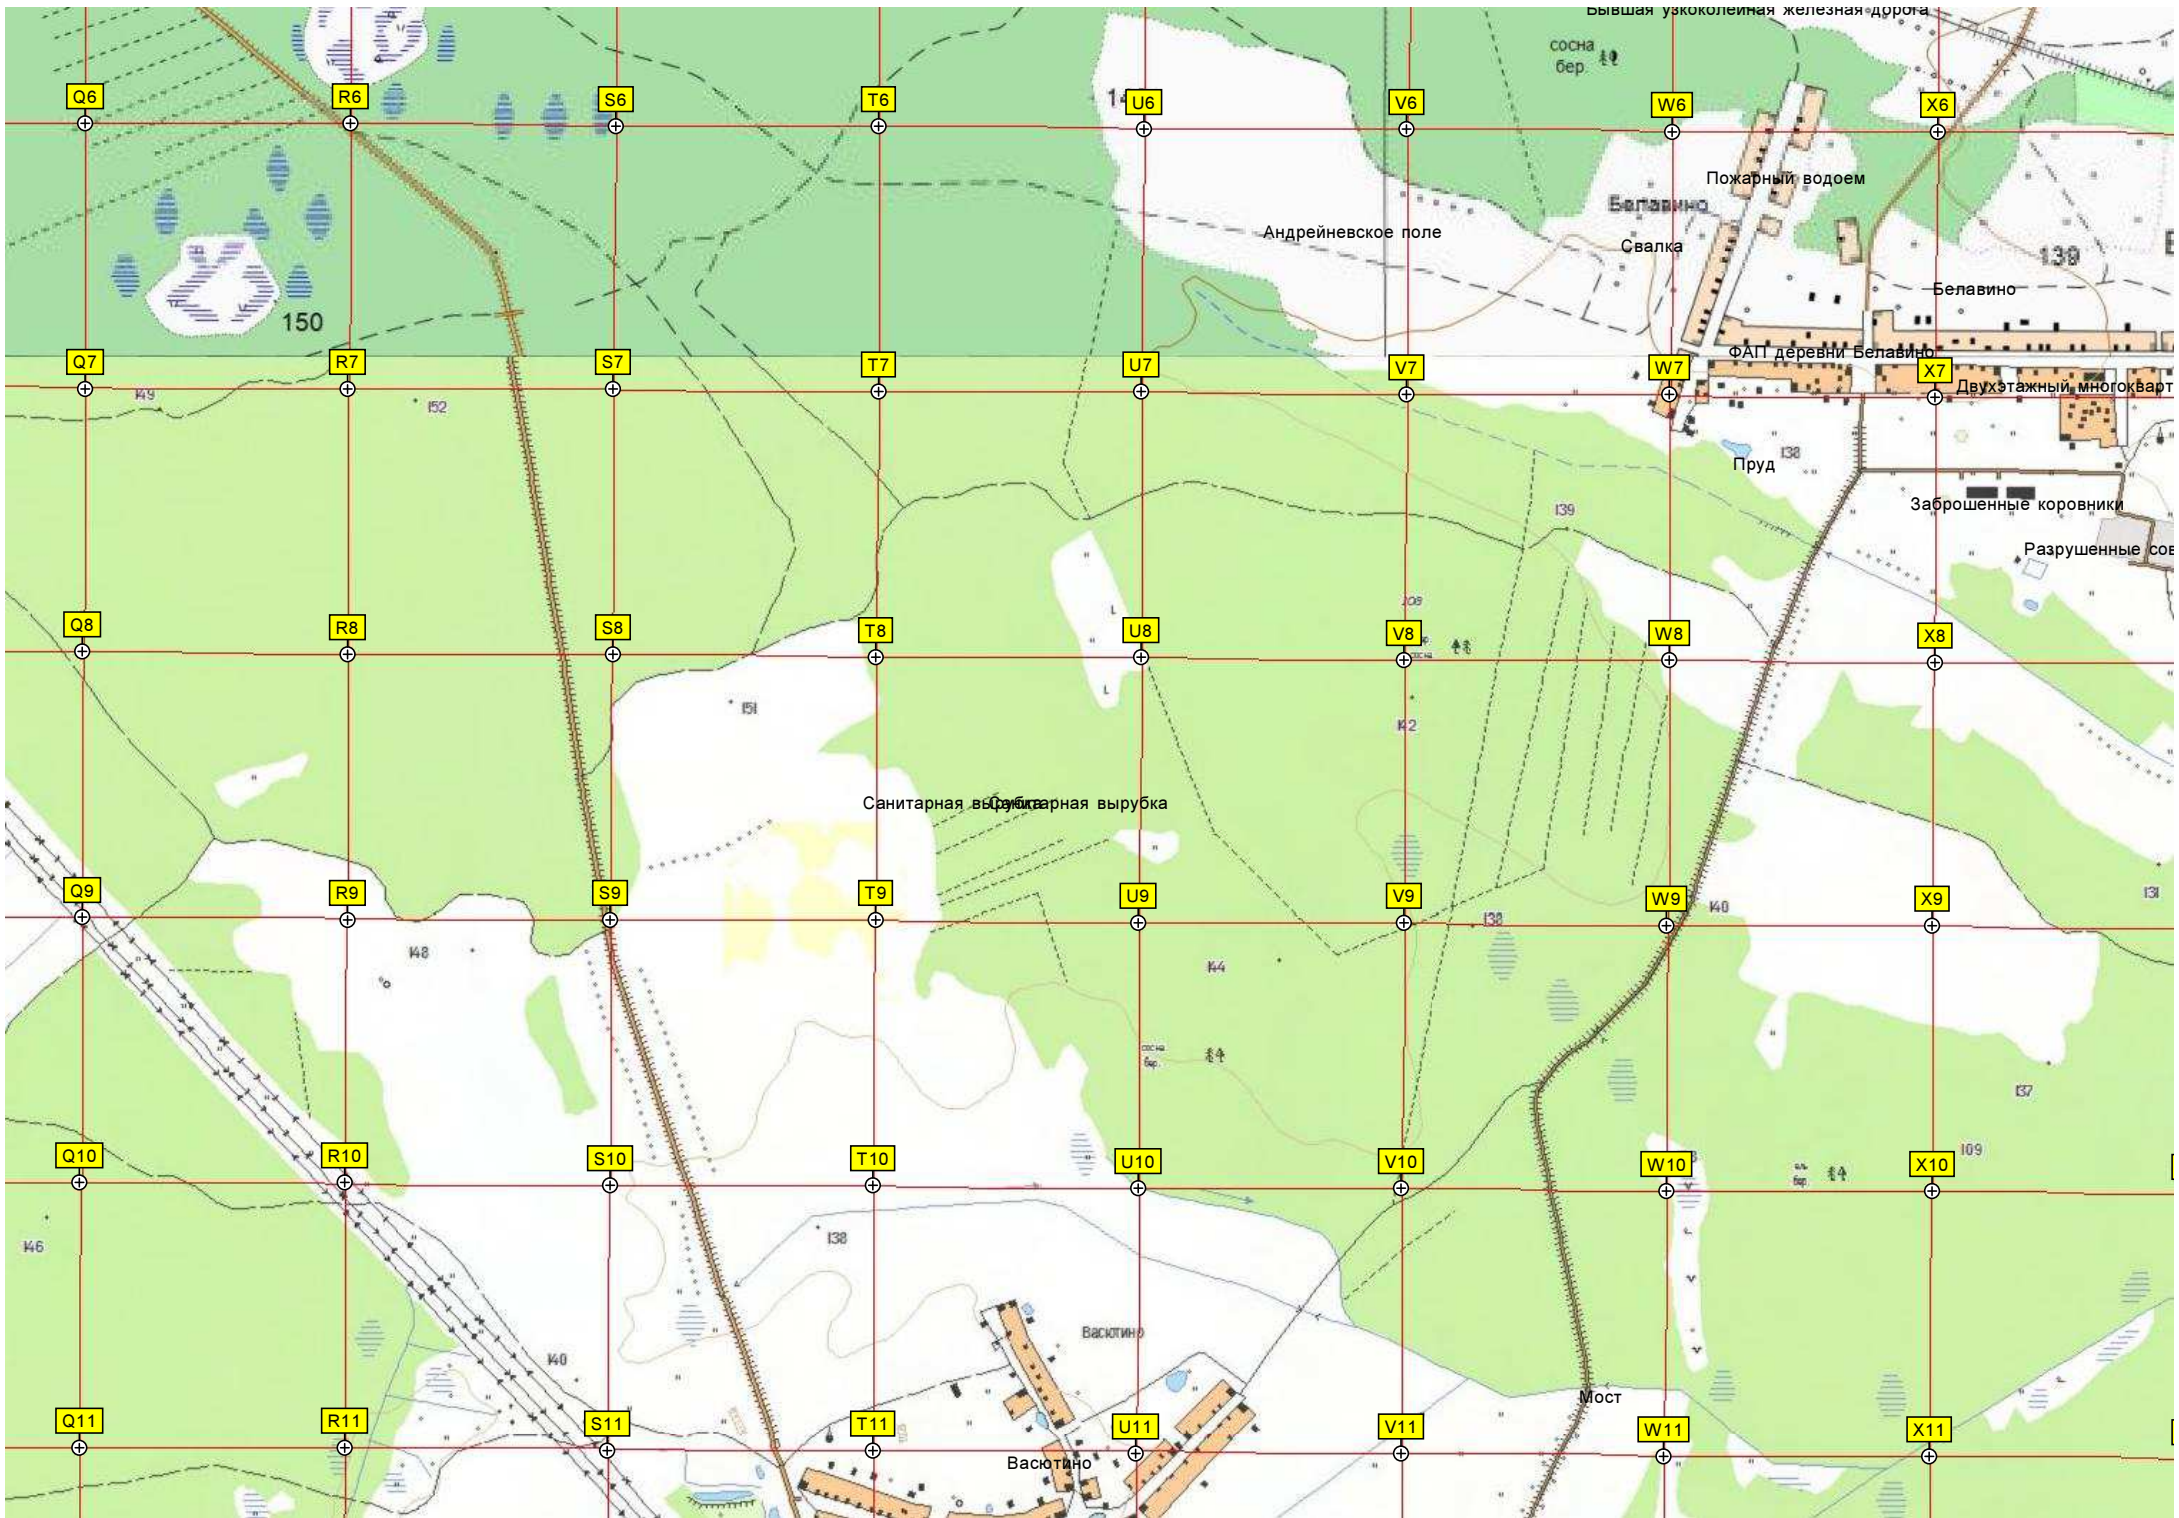 Бывшая узкоколейная железная дорога
сосна
бер.
Q6
R6
S6
T6
U6
V6
W6
X6
Пожарный водоем
Белавино
Андрейневское поле
Свалка
139
Белавино
150
ФАП деревни Белавино
Q7
R7
S7
T7
U7
V7
W7
X7
Двухэтажный многокварт
149
152
138
Пруд
139
Заброшенные коровники
Разрушенные сов
Q8
R8
S8
T8
U8
V8
W8
X8
сосна
151
142
Санитарная вырубка
Санитарная вырубка
Q9
R9
S9
T9
U9
V9
W9
X9
131
140
138
148
144
сосна
бер.
137
Q10
R10
S10
T10
U10
V10
W10
X10
109
бер.
146
138
Васютино
140
Мост
Q11
R11
S11
T11
U11
V11
W11
X11
Васютино